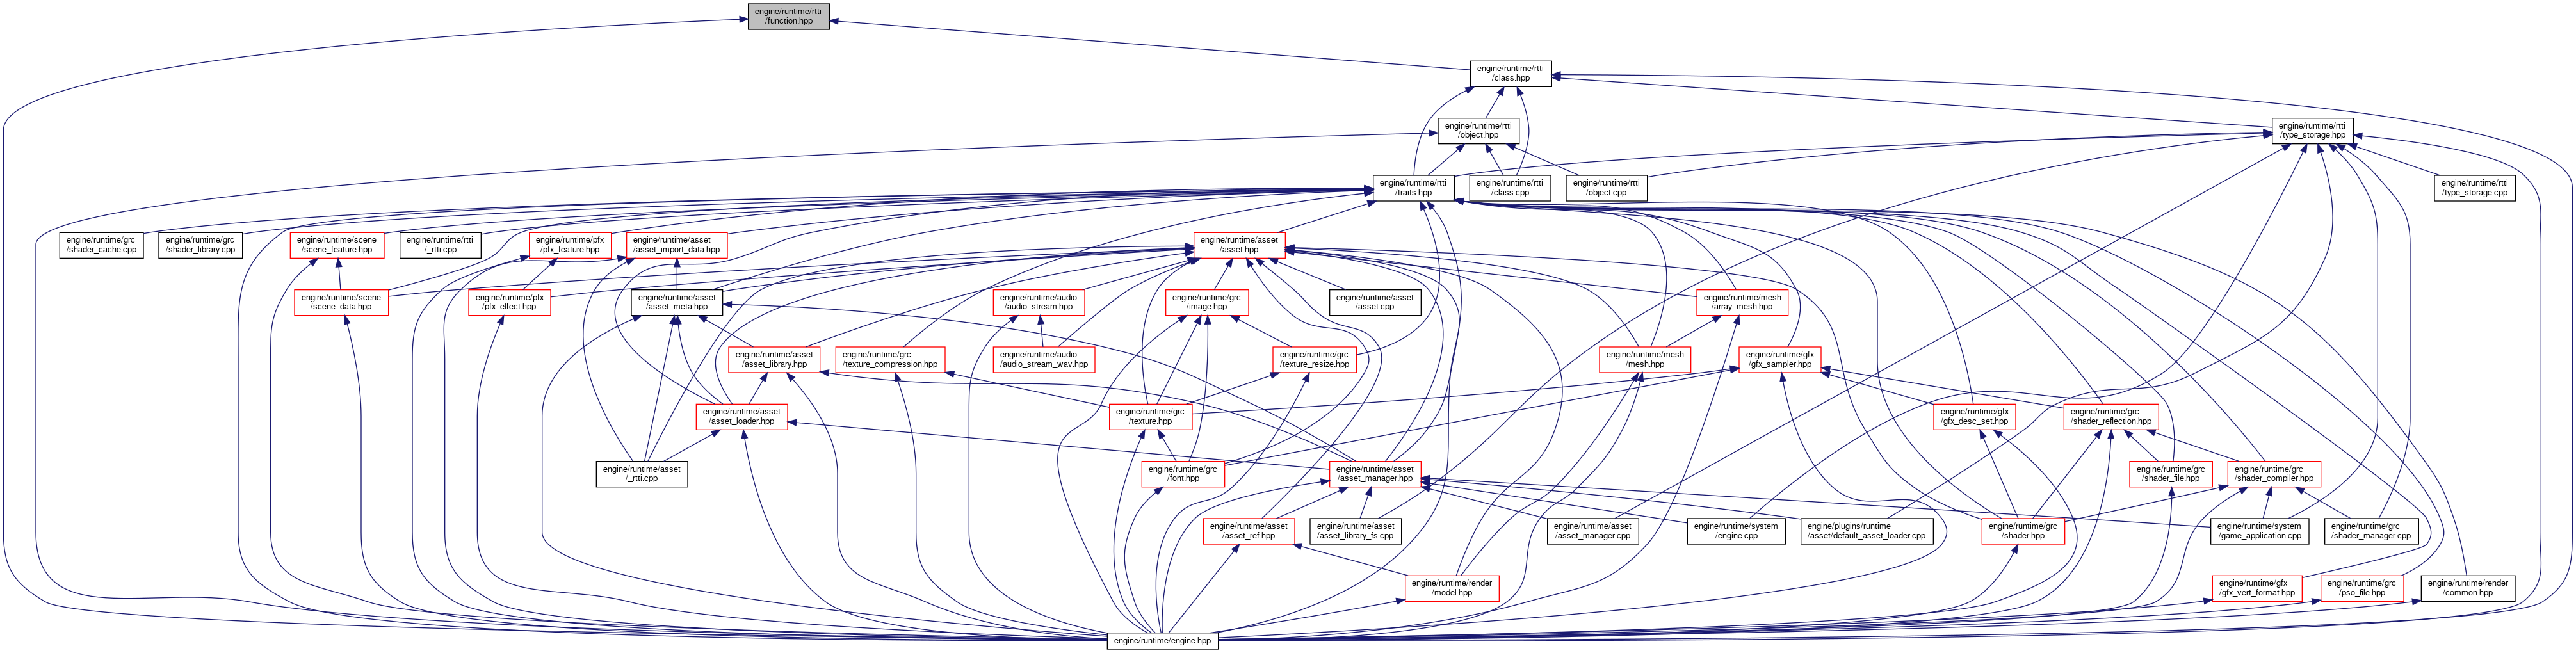 engine/runtime/rtti
/function.hpp
engine/runtime/rtti
/class.hpp
engine/runtime/rtti
/object.hpp
engine/runtime/rtti
/type_storage.hpp
engine/runtime/rtti
/traits.hpp
engine/runtime/rtti
/class.cpp
engine/runtime/rtti
/object.cpp
engine/runtime/rtti
/type_storage.cpp
engine/runtime/grc
/shader_cache.cpp
engine/runtime/grc
/shader_library.cpp
engine/runtime/scene
/scene_feature.hpp
engine/runtime/rtti
/_rtti.cpp
engine/runtime/pfx
/pfx_feature.hpp
engine/runtime/asset
/asset_import_data.hpp
engine/runtime/asset
/asset.hpp
engine/runtime/scene
/scene_data.hpp
engine/runtime/pfx
/pfx_effect.hpp
engine/runtime/asset
/asset_meta.hpp
engine/runtime/audio
/audio_stream.hpp
engine/runtime/grc
/image.hpp
engine/runtime/asset
/asset.cpp
engine/runtime/mesh
/array_mesh.hpp
engine/runtime/asset
/asset_library.hpp
engine/runtime/grc
/texture_compression.hpp
engine/runtime/audio
/audio_stream_wav.hpp
engine/runtime/grc
/texture_resize.hpp
engine/runtime/mesh
/mesh.hpp
engine/runtime/gfx
/gfx_sampler.hpp
engine/runtime/asset
/asset_loader.hpp
engine/runtime/grc
/texture.hpp
engine/runtime/gfx
/gfx_desc_set.hpp
engine/runtime/grc
/shader_reflection.hpp
engine/runtime/asset
/_rtti.cpp
engine/runtime/grc
/font.hpp
engine/runtime/asset
/asset_manager.hpp
engine/runtime/grc
/shader_file.hpp
engine/runtime/grc
/shader_compiler.hpp
engine/runtime/asset
/asset_ref.hpp
engine/runtime/asset
/asset_library_fs.cpp
engine/runtime/asset
/asset_manager.cpp
engine/runtime/system
/engine.cpp
engine/plugins/runtime
/asset/default_asset_loader.cpp
engine/runtime/grc
/shader.hpp
engine/runtime/system
/game_application.cpp
engine/runtime/grc
/shader_manager.cpp
engine/runtime/render
/model.hpp
engine/runtime/gfx
/gfx_vert_format.hpp
engine/runtime/grc
/pso_file.hpp
engine/runtime/render
/common.hpp
engine/runtime/engine.hpp